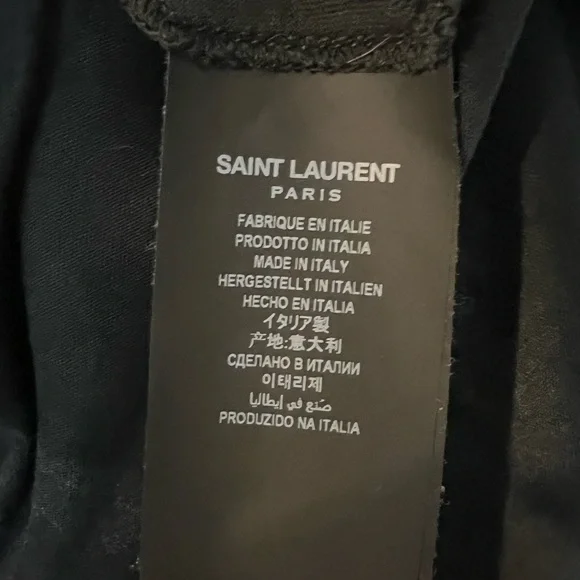 SAINT LAURENT
PARIS
FABRIQUE EN ITALIE
PRODOTTO IN ITALIA
MADE IN ITALY
HERGESTELLT IN ITALIEN
HECHO EN ITALIA
イタリア製
产地:意大利
СДЕЛАНО В ИТАЛИИ
이태리제
صنع في إيطاليا
PRODUZIDO NA ITALIA